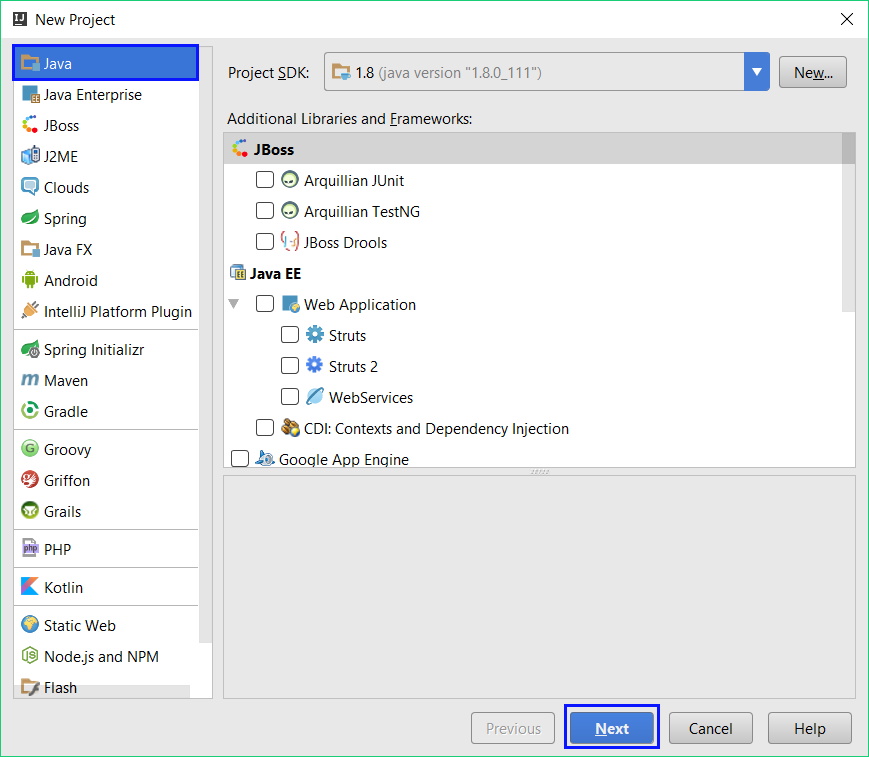 New Project
Java
Java Enterprise
JBoss
J2ME
Clouds
Spring
Java FX
Android
IntelliJ Platform Plugin
Spring Initializr
Maven
Gradle
Groovy
Griffon
Grails
PHP
Kotlin
Static Web
Node.js and NPM
Flash
Project SDK: 1.8 (java version "1.8.0_111") New...
Additional Libraries and Frameworks:
JBoss
Arquillian JUnit
Arquillian TestNG
JBoss Drools
Java EE
Web Application
Struts
Struts 2
WebServices
CDI: Contexts and Dependency Injection
Google App Engine
Previous Next Cancel Help